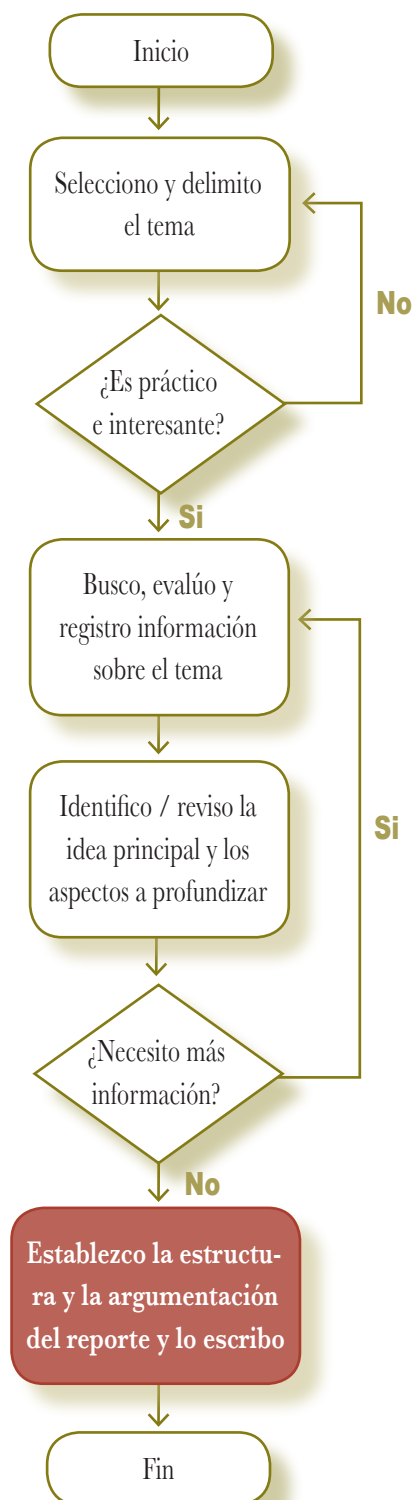 Inicio
Selecciono y delimito
el tema
No
¿Es práctico
e interesante?
Si
Busco, evalúo y
registro información
sobre el tema
Identifico / reviso la
idea principal y los
aspectos a profundizar
Si
¿Necesito más
información?
No
Establezco la estructu-
ra y la argumentación
del reporte y lo escribo
Fin